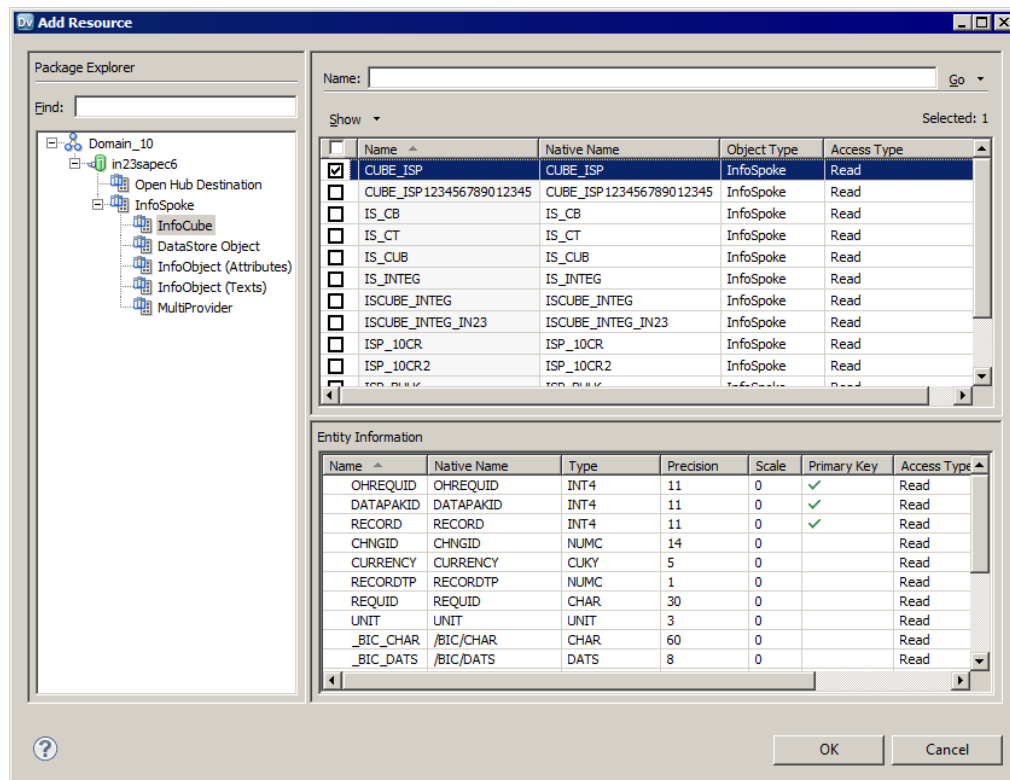 Dv Add Resource
Package Explorer
Find:
Domain_10
in23sapec6
Open Hub Destination
InfoSpoke
InfoCube
DataStore Object
InfoObject (Attributes)
InfoObject (Texts)
MultiProvider
Name: Go
Show Selected: 1
Name Native Name Object Type Access Type
CUBE_ISP CUBE_ISP InfoSpoke Read
CUBE_ISP123456789012345 CUBE_ISP123456789012345 InfoSpoke Read
IS_CB IS_CB InfoSpoke Read
IS_CT IS_CT InfoSpoke Read
IS_CUB IS_CUB InfoSpoke Read
IS_INTEG IS_INTEG InfoSpoke Read
ISCUBE_INTEG ISCUBE_INTEG InfoSpoke Read
ISCUBE_INTEG_IN23 ISCUBE_INTEG_IN23 InfoSpoke Read
ISP_10CR ISP_10CR InfoSpoke Read
ISP_10CR2 ISP_10CR2 InfoSpoke Read
Entity Information
Name Native Name Type Precision Scale Primary Key Access Type
OHREQUID OHREQUID INT4 11 0 Read
DATAPAKID DATAPAKID INT4 11 0 Read
RECORD RECORD INT4 11 0 Read
CHNGID CHNGID NUMC 14 0 Read
CURRENCY CURRENCY CUKY 5 0 Read
RECORDTP RECORDTP NUMC 1 0 Read
REQUID REQUID CHAR 30 0 Read
UNIT UNIT UNIT 3 0 Read
_BIC_CHAR /BIC/CHAR CHAR 60 0 Read
_BIC_DATS /BIC/DATS DATS 8 0 Read
? OK Cancel